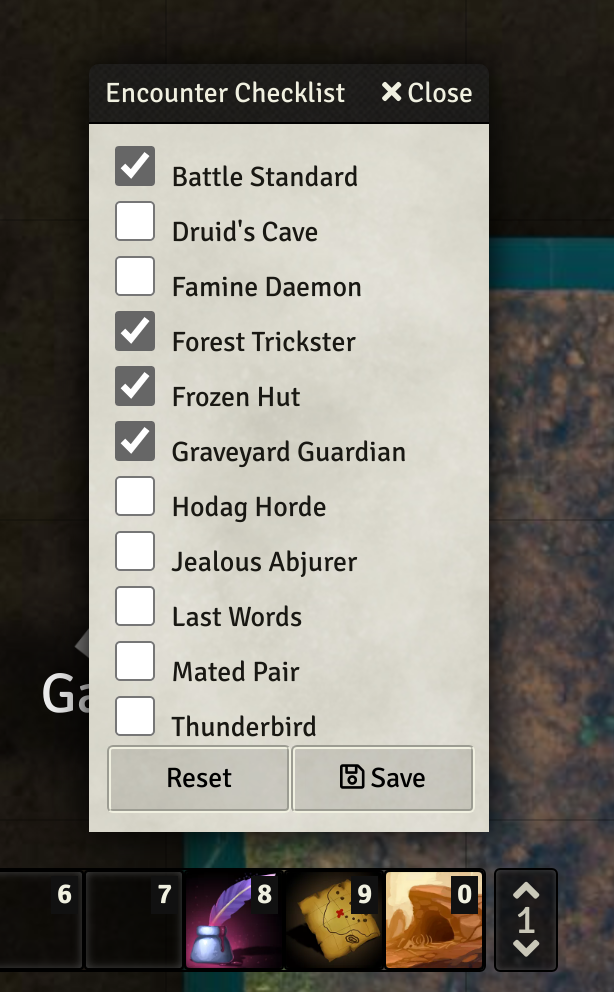 Encounter Checklist Close
Battle Standard
Druid's Cave
Famine Daemon
Forest Trickster
Frozen Hut
Graveyard Guardian
Hodag Horde
Jealous Abjurer
Last Words
Mated Pair
Thunderbird
Ga
Reset Save
6 7 8 9 0
1